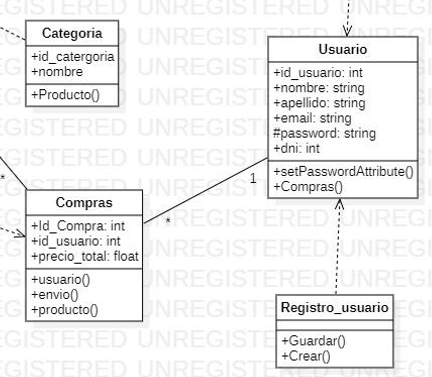 Categoria
+id_catergoria
+nombre
+Producto()
Usuario
+id_usuario: int
+nombre: string
+apellido: string
+email: string
#password: string
+dni: int
+setPasswordAttribute()
+Compras()
1
*
*
Compras
+Id_Compra: int
+id_usuario: int
+precio_total: float
+usuario()
+envio()
+producto()
Registro_usuario
+Guardar()
+Crear()
UNREGISTERED